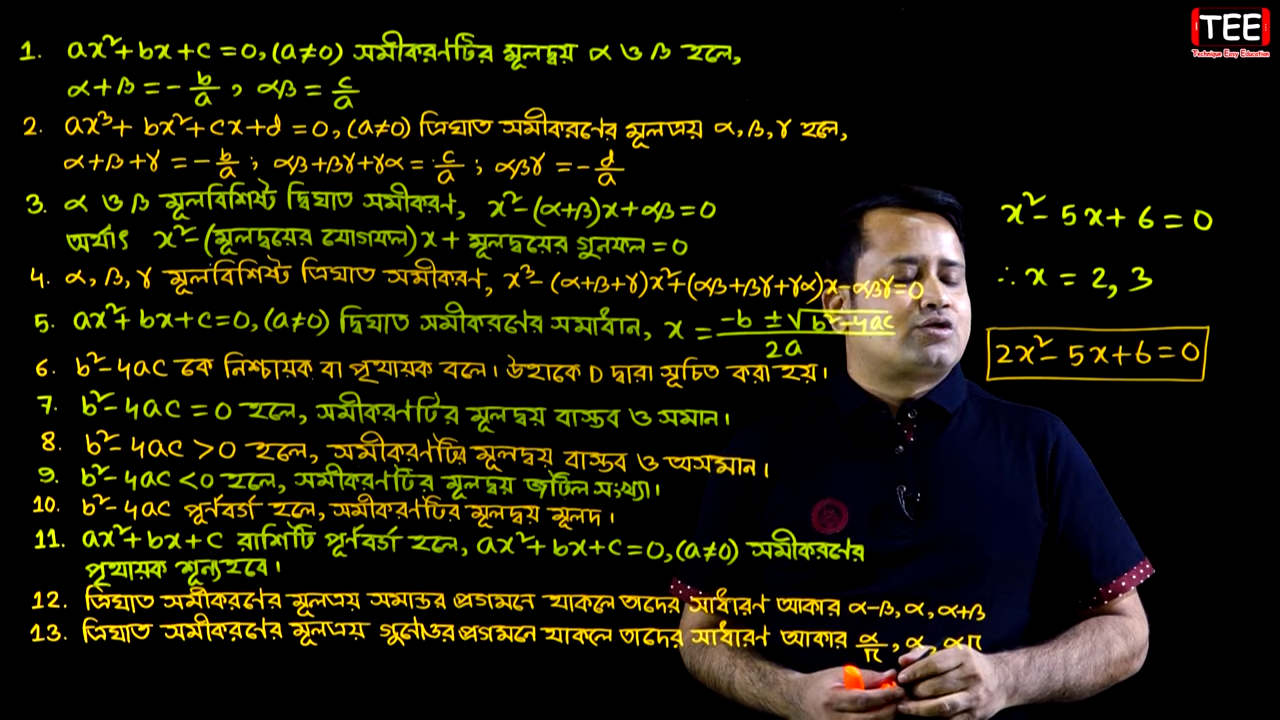 TEE
Technique Easy Education
1. ax²+bx+c=0, (a≠0) সমীকরণটির মূলদ্বয় α ও β হলে,
α+β = -b/a, αβ = c/a
2. ax³+bx²+cx+d=0, (a≠0) ত্রিঘাত সমীকরণের মূলত্রয় α, β, γ হলে,
α+β+γ = -b/a; αβ+βγ+γα = c/a; αβγ = -d/a
3. α ও β মূলবিশিষ্ট দ্বিঘাত সমীকরণ, x²-(α+β)x+αβ=0
অর্থাৎ x²-(মূলদ্বয়ের যোগফল)x+মূলদ্বয়ের গুনফল=0
4. α, β, γ মূলবিশিষ্ট ত্রিঘাত সমীকরণ, x³-(α+β+γ)x²+(αβ+βγ+γα)x-αβγ=0
5. ax²+bx+c=0, (a≠0) দ্বিঘাত সমীকরণের সমাধান, x = (-b ± √(b²-4ac))/2a
6. b²-4ac কে নিশ্চায়ক বা পৃথায়ক বলে। উহাকে D দ্বারা সূচিত করা হয়।
7. b²-4ac=0 হলে, সমীকরণটির মূলদ্বয় বাস্তব ও সমান।
8. b²-4ac>0 হলে, সমীকরণটির মূলদ্বয় বাস্তব ও অসমান।
9. b²-4ac<0 হলে, সমীকরণটির মূলদ্বয় জটিল সংখ্যা।
10. b²-4ac পূর্নবর্গ হলে, সমীকরণটির মূলদ্বয় মূলদ।
11. ax²+bx+c রাশিটি পূর্নবর্গ হলে, ax²+bx+c=0, (a≠0) সমীকরণের
পৃথায়ক শূন্য হবে।
12. ত্রিঘাত সমীকরণের মূলত্রয় সমান্তর প্রগমনে থাকলে তাদের সাধারণ আকার α-β, α, α+β
13. ত্রিঘাত সমীকরণের মূলত্রয় গুনোত্তর প্রগমনে থাকলে তাদের সাধারণ আকার α/π, α, απ
x²-5x+6=0
∴ x = 2, 3
2x²-5x+6=0